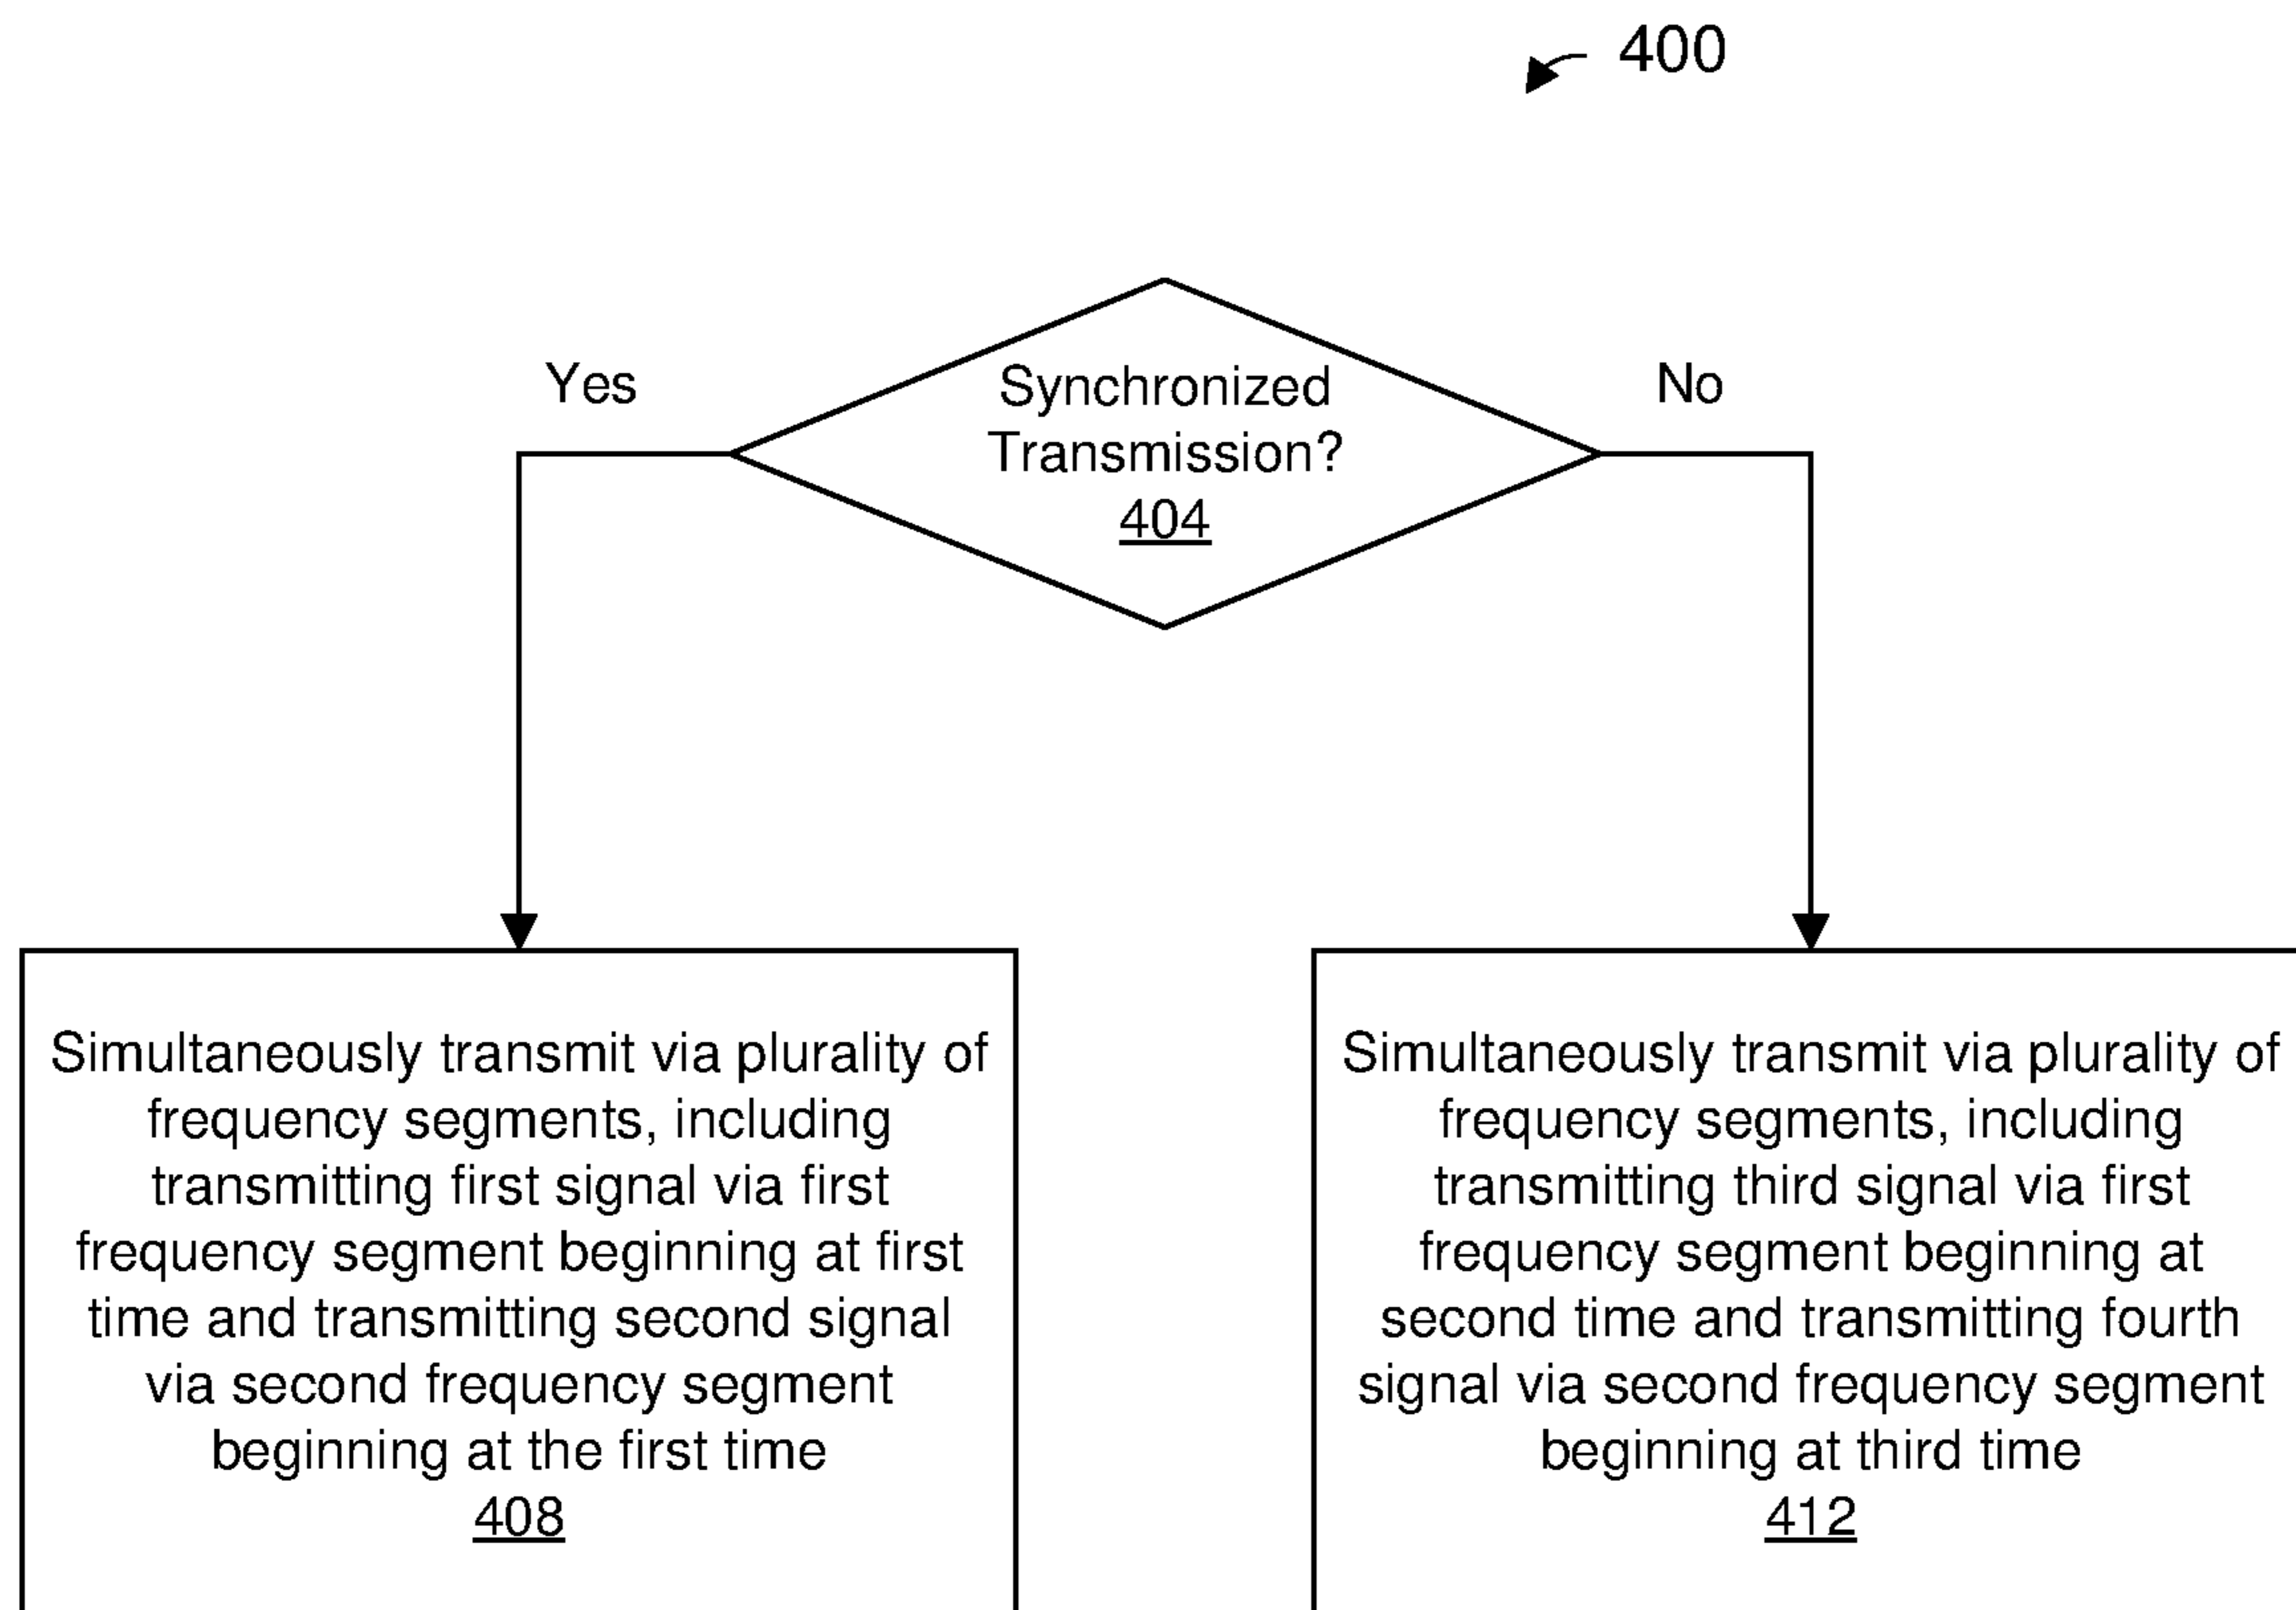 400
Synchronized
Transmission?
404
Yes
No
Simultaneously transmit via plurality of
frequency segments, including
transmitting first signal via first
frequency segment beginning at first
time and transmitting second signal
via second frequency segment
beginning at the first time
408
Simultaneously transmit via plurality of
frequency segments, including
transmitting third signal via first
frequency segment beginning at
second time and transmitting fourth
signal via second frequency segment
beginning at third time
412